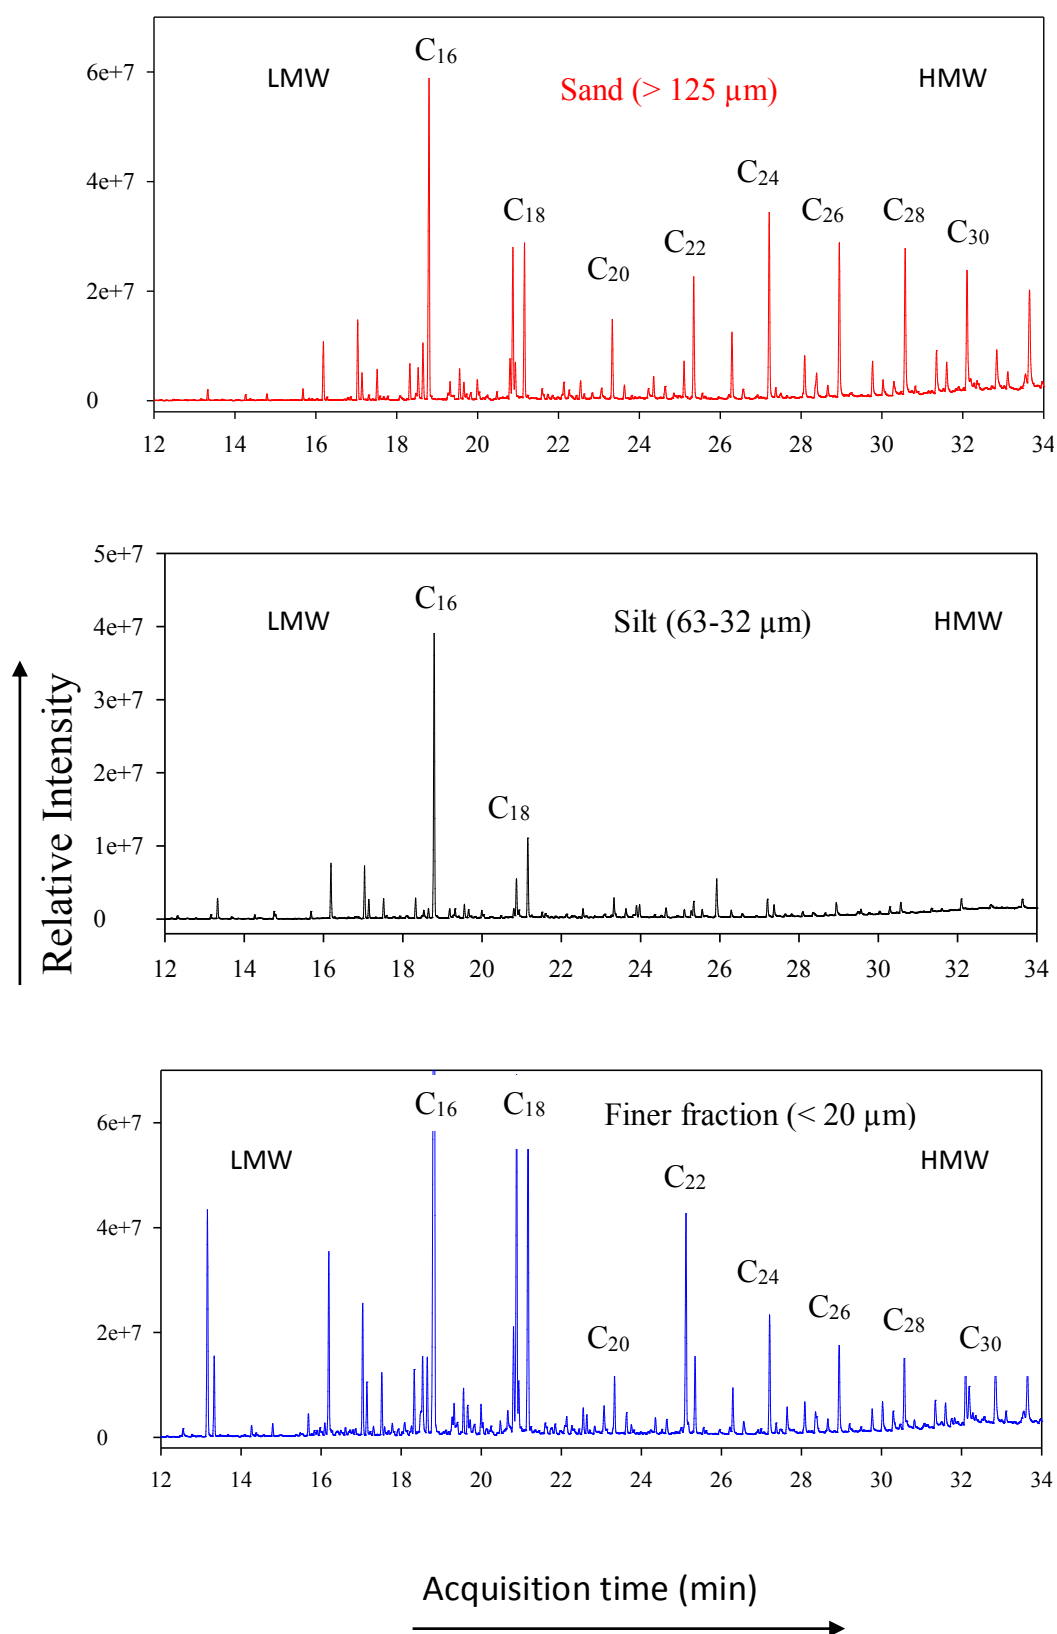 C16
LMW
HMW
Sand (> 125 µm)
6e+7
C24
4e+7
C18
C26
C28
C22
C30
C20
2e+7
0
12 14 16 18 20 22 24 26 28 30 32 34
5e+7
C16
LMW
Silt (63-32 µm)
HMW
4e+7
3e+7
2e+7
C18
1e+7
0
12 14 16 18 20 22 24 26 28 30 32 34
Relative Intensity
C16
C18
Finer fraction (< 20 µm)
6e+7
LMW
HMW
C22
4e+7
C24
C26
C28
C20
C30
2e+7
0
12 14 16 18 20 22 24 26 28 30 32 34
Acquisition time (min)